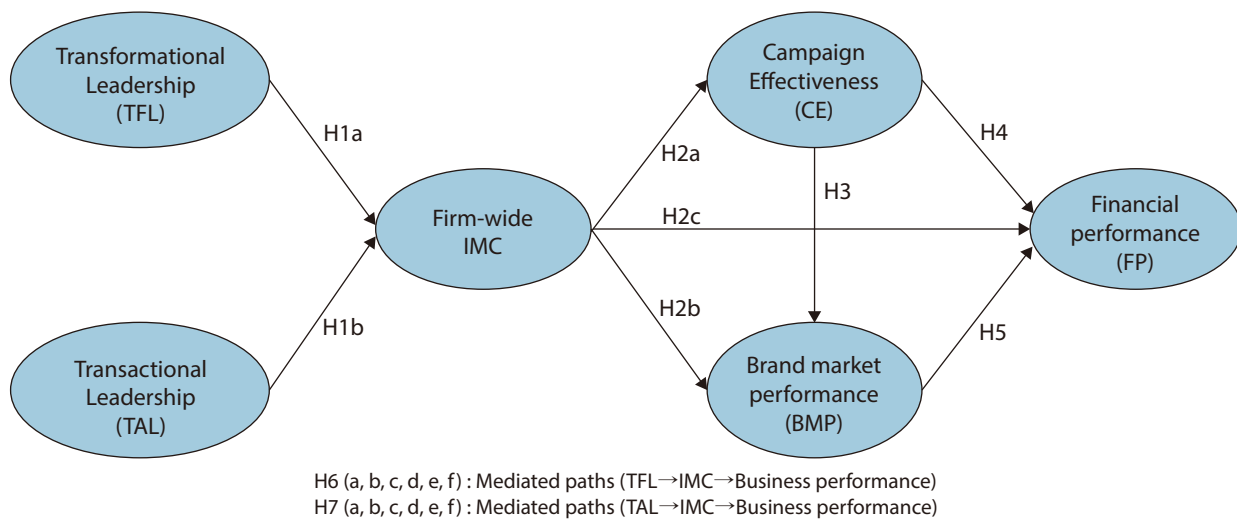 Transformational
Leadership
(TFL)
H1a
Transactional
Leadership
(TAL)
H1b
Firm-wide
IMC
H2a
H2c
H2b
Campaign
Effectiveness
(CE)
H3
H4
Brand market
performance
(BMP)
H5
Financial
performance
(FP)
H6 (a, b, c, d, e, f) : Mediated paths (TFL→IMC→Business performance)
H7 (a, b, c, d, e, f) : Mediated paths (TAL→IMC→Business performance)